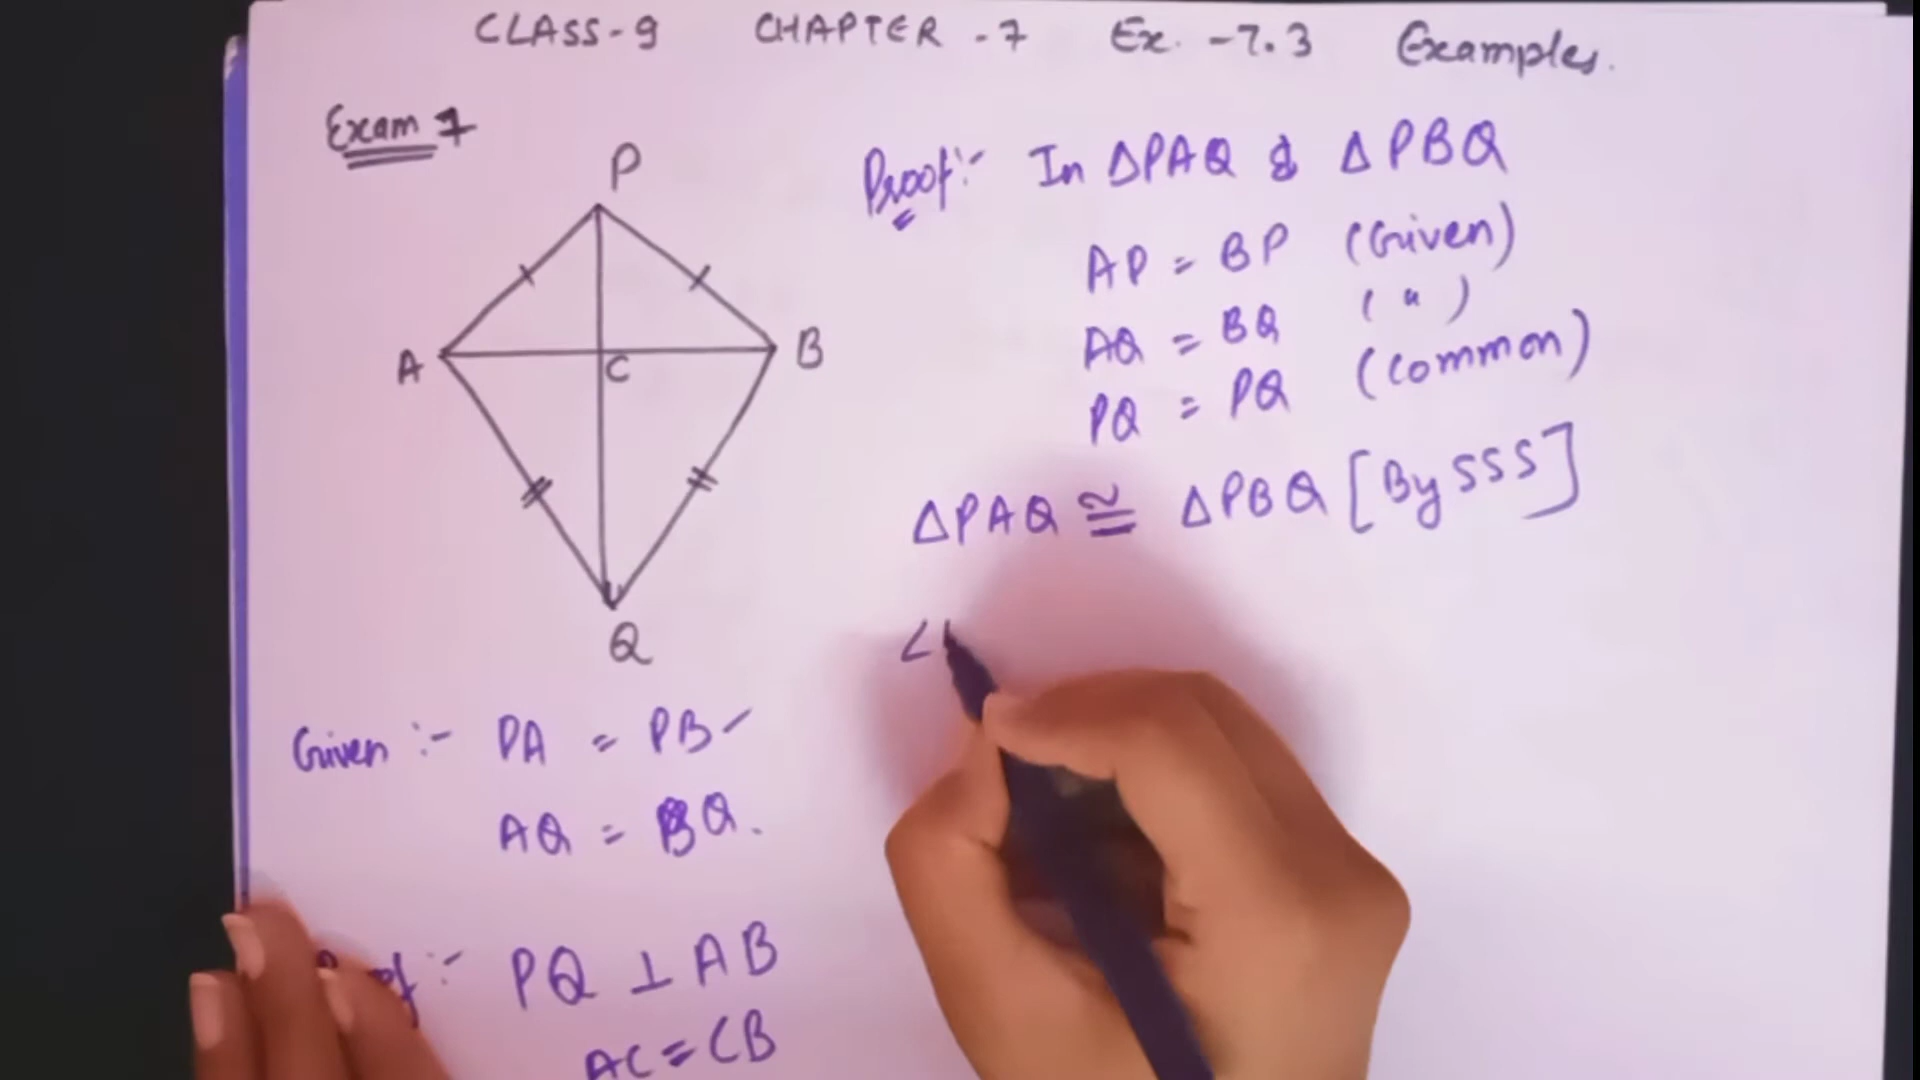 CLASS-9 CHAPTER -7 Ex. -7.3 Examples.
Exam 7
P
A
B
C
Q
Given :- PA = PB
AQ = BQ.
:- PQ ⊥ AB
AC = CB
Proof:- In ΔPAQ & ΔPBQ
AP = BP (Given)
AQ = BQ ( " )
PQ = PQ (common)
ΔPAQ ≅ ΔPBQ [By SSS]
∠